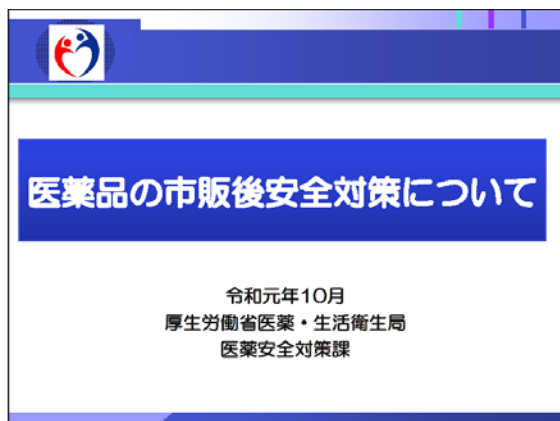 医薬品の市販後安全対策について
令和元年10月
厚生労働省医薬・生活衛生局
医薬安全対策課